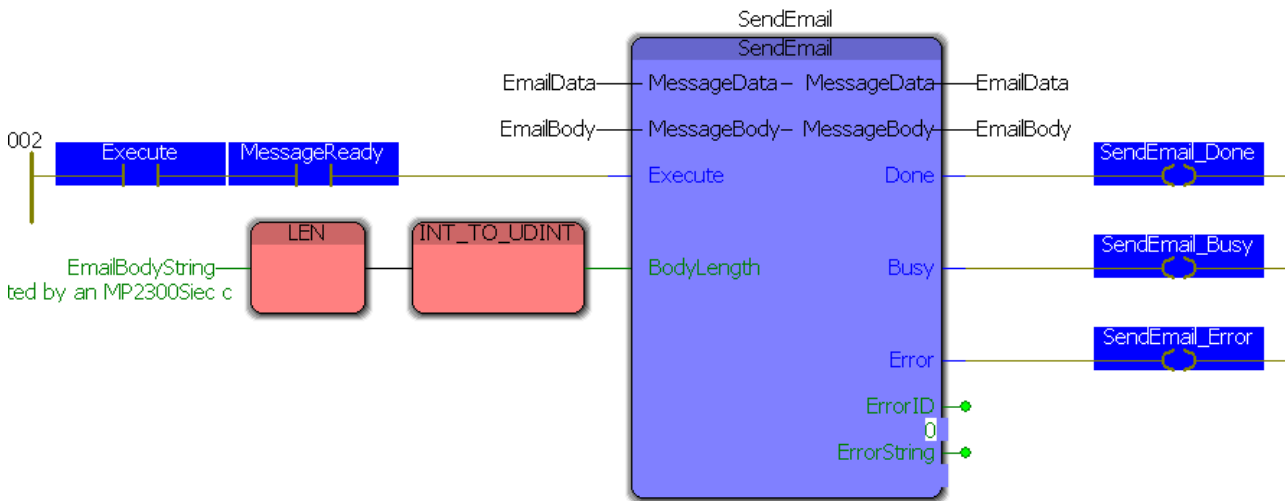 SendEmail
SendEmail
EmailData MessageData MessageData EmailData
EmailBody MessageBody MessageBody EmailBody
002
Execute MessageReady Execute Done SendEmail_Done
LEN INT_TO_UDINT
EmailBodyString BodyLength Busy SendEmail_Busy
ted by an MP2300Siec c
Error SendEmail_Error
ErrorID
0
ErrorString